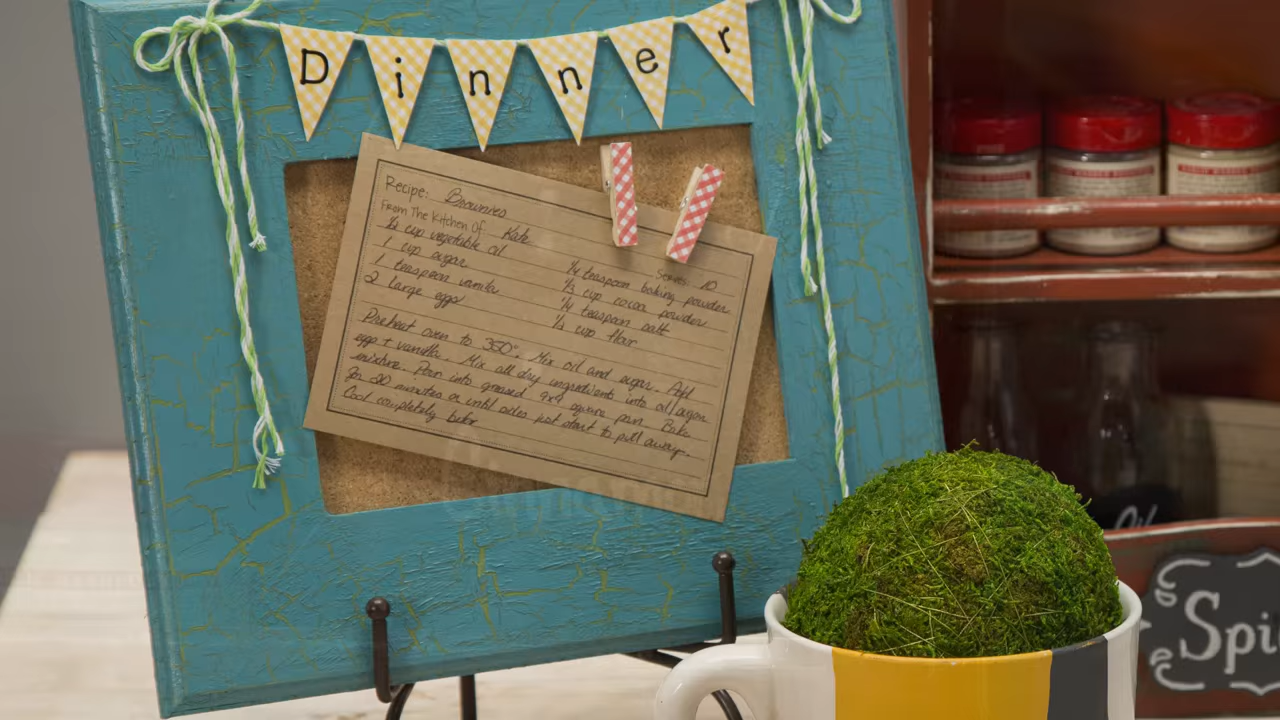 Dinner
Recipe: Brownies
From The Kitchen Of Kate
Serves: 10
cup vegetable oil
1 cup sugar
1 teaspoon vanilla
2 large eggs
1/4 teaspoon baking powder
1/3 cup cocoa powder
1/4 teaspoon salt
1/2 cup flour
Preheat oven to 350°. Mix oil and sugar. Add
eggs + vanilla. Mix all dry ingredients into oil/sugar
mixture. Pour into greased 9x9 square pan. Bake
for 20 minutes or until sides just start to pull away.
Cool completely before
Oil
Spi